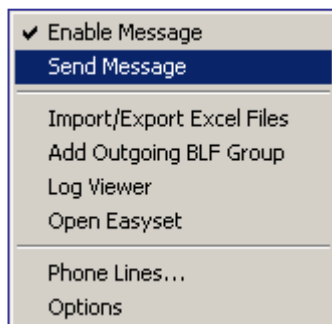 Enable Message
Send Message
Import/Export Excel Files
Add Outgoing BLF Group
Log Viewer
Open Easyset
Phone Lines...
Options